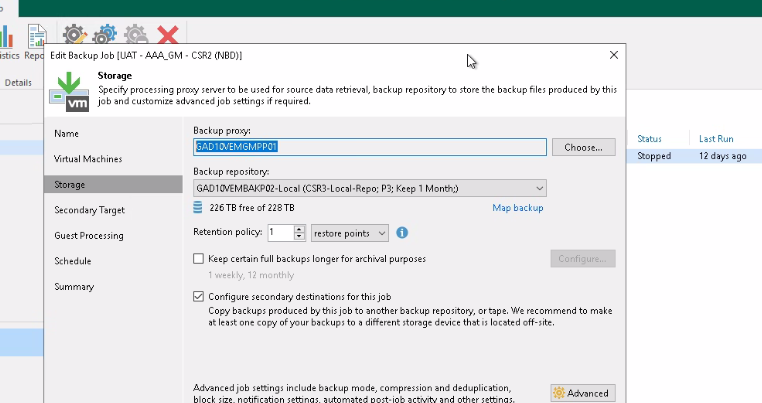 istics
Repo
Details
Edit Backup Job [UAT - AAA_GM - CSR2 (NBD)]
Storage
Specify processing proxy server to be used for source data retrieval, backup repository to store the backup files produced by this
job and customize advanced job settings if required.
vm
Name
Virtual Machines
Storage
Secondary Target
Guest Processing
Schedule
Summary
Backup proxy:
GAD10VEMGMPP01
Choose...
Backup repository:
GAD10VEMBAKP02-Local (CSR3-Local-Repo; P3; Keep 1 Month;)
226 TB free of 228 TB
Map backup
Retention policy: 1 restore points
Keep certain full backups longer for archival purposes
Configure...
1 weekly, 12 monthly
Configure secondary destinations for this job
Copy backups produced by this job to another backup repository, or tape. We recommend to make
at least one copy of your backups to a different storage device that is located off-site.
Advanced job settings include backup mode, compression and deduplication,
block size, notification settings, automated post-job activity and other settings.
Advanced
Status Last Run
Stopped 12 days ago